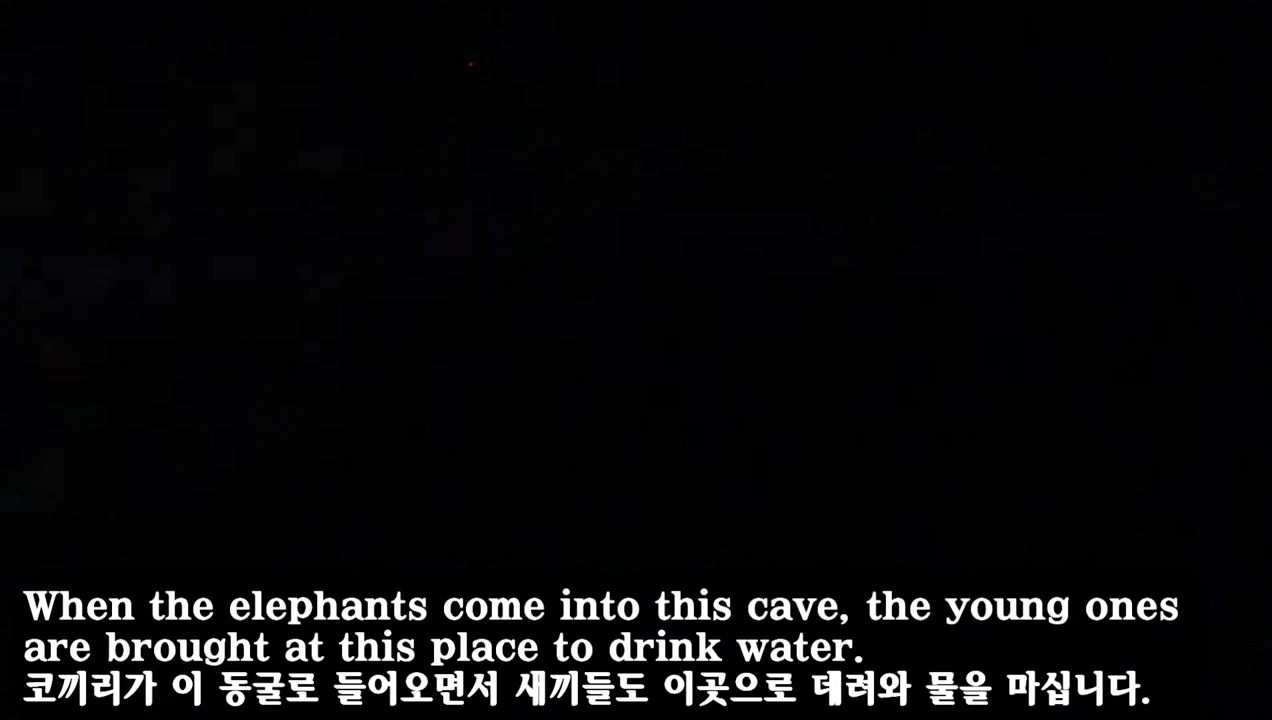 When the elephants come into this cave, the young ones
are brought at this place to drink water.
코끼리가 이 동굴로 들어오면서 새끼들도 이곳으로 데려와 물을 마십니다.